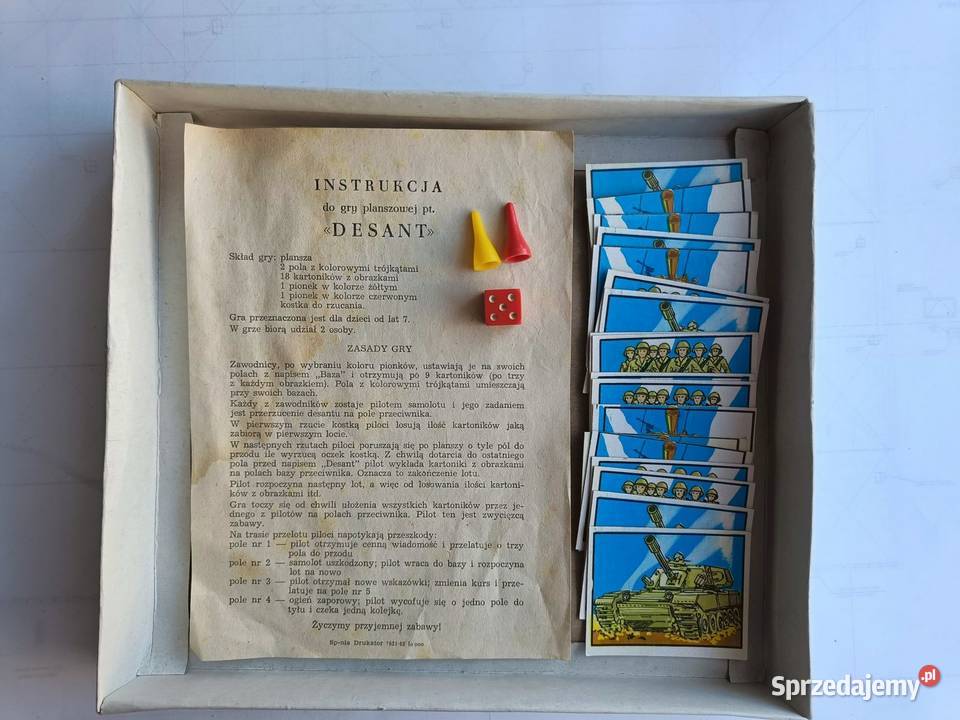 INSTRUKCJA
do gry planszowej pt.
«DESANT»
Skład gry: plansza
2 pola z kolorowymi trójkątami
18 kartoników z obrazkami
1 pionek w kolorze żółtym
1 pionek w kolorze czerwonym
kostka do rzucania.
Gra przeznaczona jest dla dzieci od lat 7.
W grze biorą udział 2 osoby.
ZASADY GRY
Zawodnicy, po wybraniu koloru pionków, ustawiają je na swoich
polach z napisem „Baza" i otrzymują po 9 kartoników (po trzy
z każdym obrazkiem). Pola z kolorowymi trójkątami umieszczają
przy swoich bazach.
Każdy z zawodników zostaje pilotem samolotu i jego zadaniem
jest przerzucenie desantu na pole przeciwnika.
W pierwszym rzucie kostką piloci losują ilość kartoników jaką
zabiorą w pierwszym locie.
W następnych rzutach piloci poruszają się po planszy o tyle pól do
przodu ile wyrzucą oczek kostką. Z chwilą dotarcia do ostatniego
pola przed napisem „Desant" pilot wykłada kartoniki z obrazkami
na polach bazy przeciwnika. Oznacza to zakończenie lotu.
Pilot rozpoczyna następny lot, a więc od losowania ilości kartoni-
ków z obrazkami itd.
Gra toczy się od chwili ułożenia wszystkich kartoników przez je-
dnego z pilotów na polach przeciwnika. Pilot ten jest zwycięzcą
zabawy.
Na trasie przelotu piloci napotykają przeszkody:
pole nr 1 — pilot otrzymuje cenną wiadomość i przelatuje o trzy
pola do przodu
pole nr 2 — samolot uszkodzony; pilot wraca do bazy i rozpoczyna
lot na nowo
pole nr 3 — pilot otrzymał nowe wskazówki; zmienia kurs i prze-
latuje na pole nr 5
pole nr 4 — ogień zaporowy; pilot wycofuje się o jedno pole do
tyłu i czeka jedną kolejkę.
Życzymy przyjemnej zabawy!
Sp-nia Drukator
Sprzedajemy.pl